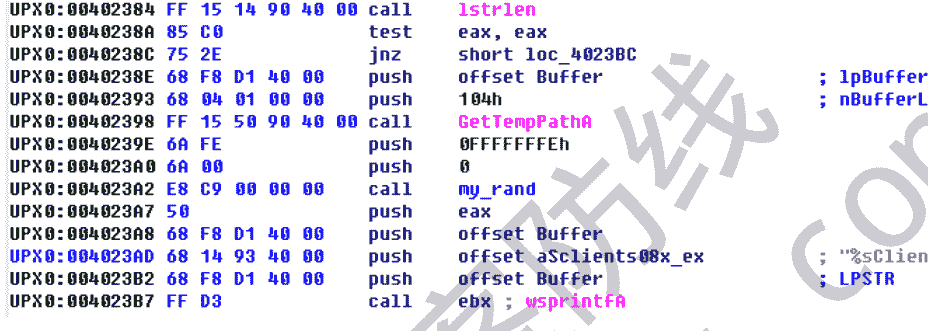 UPX0:00402384 FF 15 14 90 40 00 call lstrlen
UPX0:0040238A 85 C0 test eax, eax
UPX0:0040238C 75 2E jnz short loc_4023BC
UPX0:0040238E 68 F8 D1 40 00 push offset Buffer ; lpBuffer
UPX0:00402393 68 04 01 00 00 push 104h ; nBufferL
UPX0:00402398 FF 15 50 90 40 00 call GetTempPathA
UPX0:0040239E 6A FE push 0FFFFFFFEh
UPX0:004023A0 6A 00 push 0
UPX0:004023A2 E8 C9 00 00 00 call my_rand
UPX0:004023A7 50 push eax
UPX0:004023A8 68 F8 D1 40 00 push offset Buffer
UPX0:004023AD 68 14 93 40 00 push offset aSclients08x_ex ; "%sClien
UPX0:004023B2 68 F8 D1 40 00 push offset Buffer ; LPSTR
UPX0:004023B7 FF D3 call ebx ; wsprintfA
客防线
con